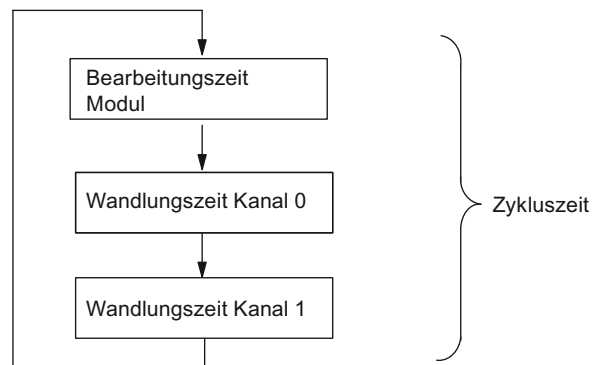 Bearbeitungszeit
Modul
Wandlungszeit Kanal 0
Zykluszeit
Wandlungszeit Kanal 1